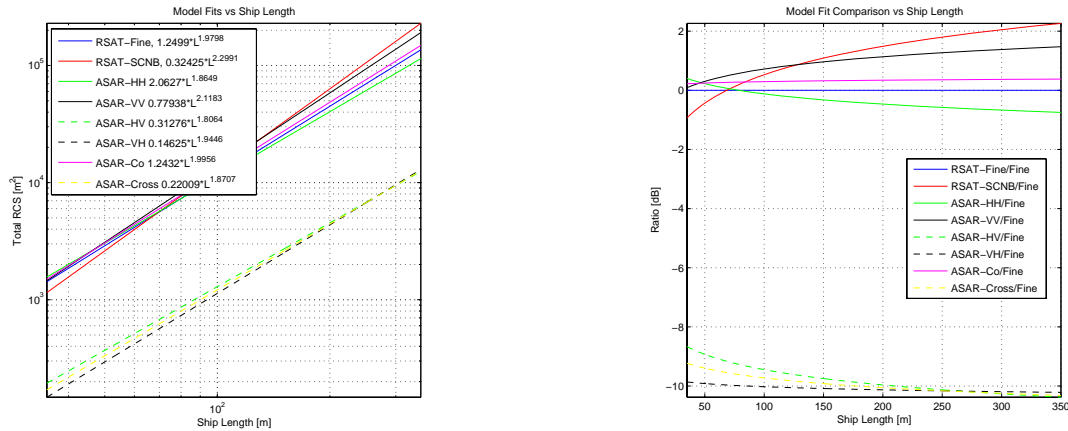 Model Fits vs Ship Length
RSAT−Fine, 1.2499*L^1.9798
RSAT−SCNB, 0.32425*L^2.2991
ASAR−HH 2.0627*L^1.8649
ASAR−VV 0.77938*L^2.1183
ASAR−HV 0.31276*L^1.8064
ASAR−VH 0.14625*L^1.9446
ASAR−Co 1.2432*L^1.9956
ASAR−Cross 0.22009*L^1.8707
10^5
10^4
10^3
Total RCS [m^2]
10^2
Ship Length [m]
Model Fit Comparison vs Ship Length
2
0
−2
−4
−6
−8
−10
Ratio [dB]
RSAT−Fine/Fine
RSAT−SCNB/Fine
ASAR−HH/Fine
ASAR−VV/Fine
ASAR−HV/Fine
ASAR−VH/Fine
ASAR−Co/Fine
ASAR−Cross/Fine
50 100 150 200 250 300 350
Ship Length [m]